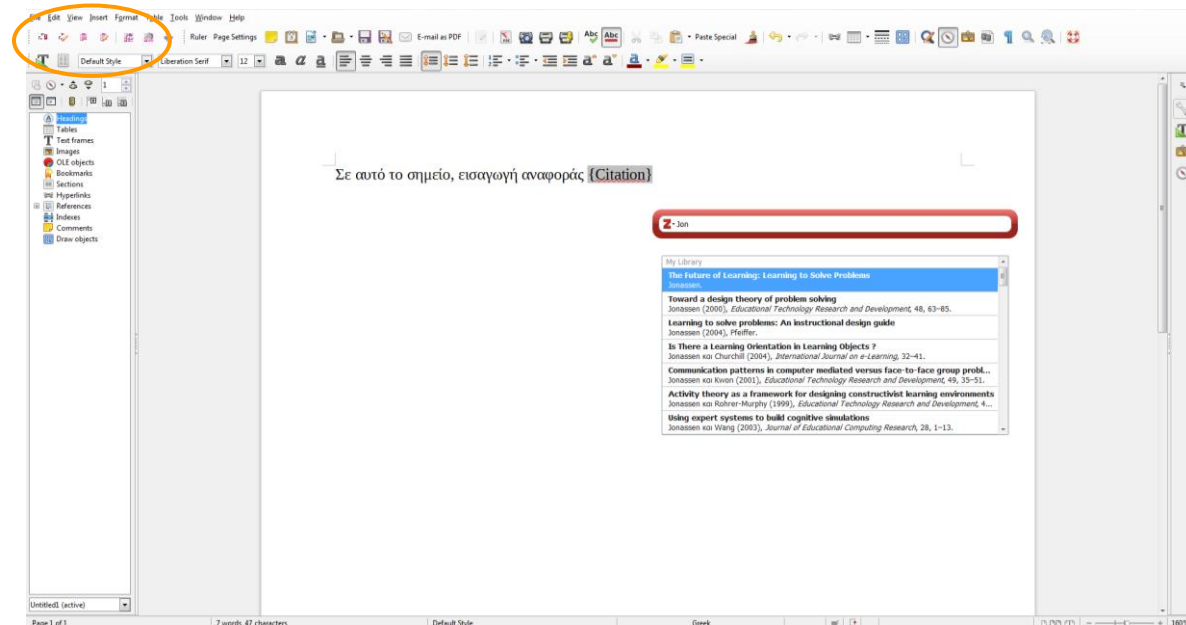 File Edit View Insert Format Table Tools Window Help
Ruler Page Settings E-mail as PDF Abc Abc Paste Special
Default Style Liberation Serif 12 a a a
1
Headings
Tables
Text frames
Images
OLE objects
Bookmarks
Sections
Hyperlinks
References
Indexes
Comments
Draw objects
Σε αυτό το σημείο, εισαγωγή αναφοράς {Citation}
Z Jon
My Library
The Future of Learning: Learning to Solve Problems
Jonassen.
Toward a design theory of problem solving
Jonassen (2000), Educational Technology Research and Development, 48, 63–85.
Learning to solve problems: An instructional design guide
Jonassen (2004), Pfeiffer.
Is There a Learning Orientation in Learning Objects ?
Jonassen και Churchill (2004), International Journal on e-Learning, 32–41.
Communication patterns in computer mediated versus face-to-face group probl...
Jonassen και Kwon (2001), Educational Technology Research and Development, 49, 35–51.
Activity theory as a framework for designing constructivist learning environments
Jonassen και Rohrer-Murphy (1999), Educational Technology Research and Development, 4...
Using expert systems to build cognitive simulations
Jonassen και Wang (2003), Journal of Educational Computing Research, 28, 1–13.
Untitled1 (active)
Page 1 of 1 7 words, 47 characters Default Style Greek 160%